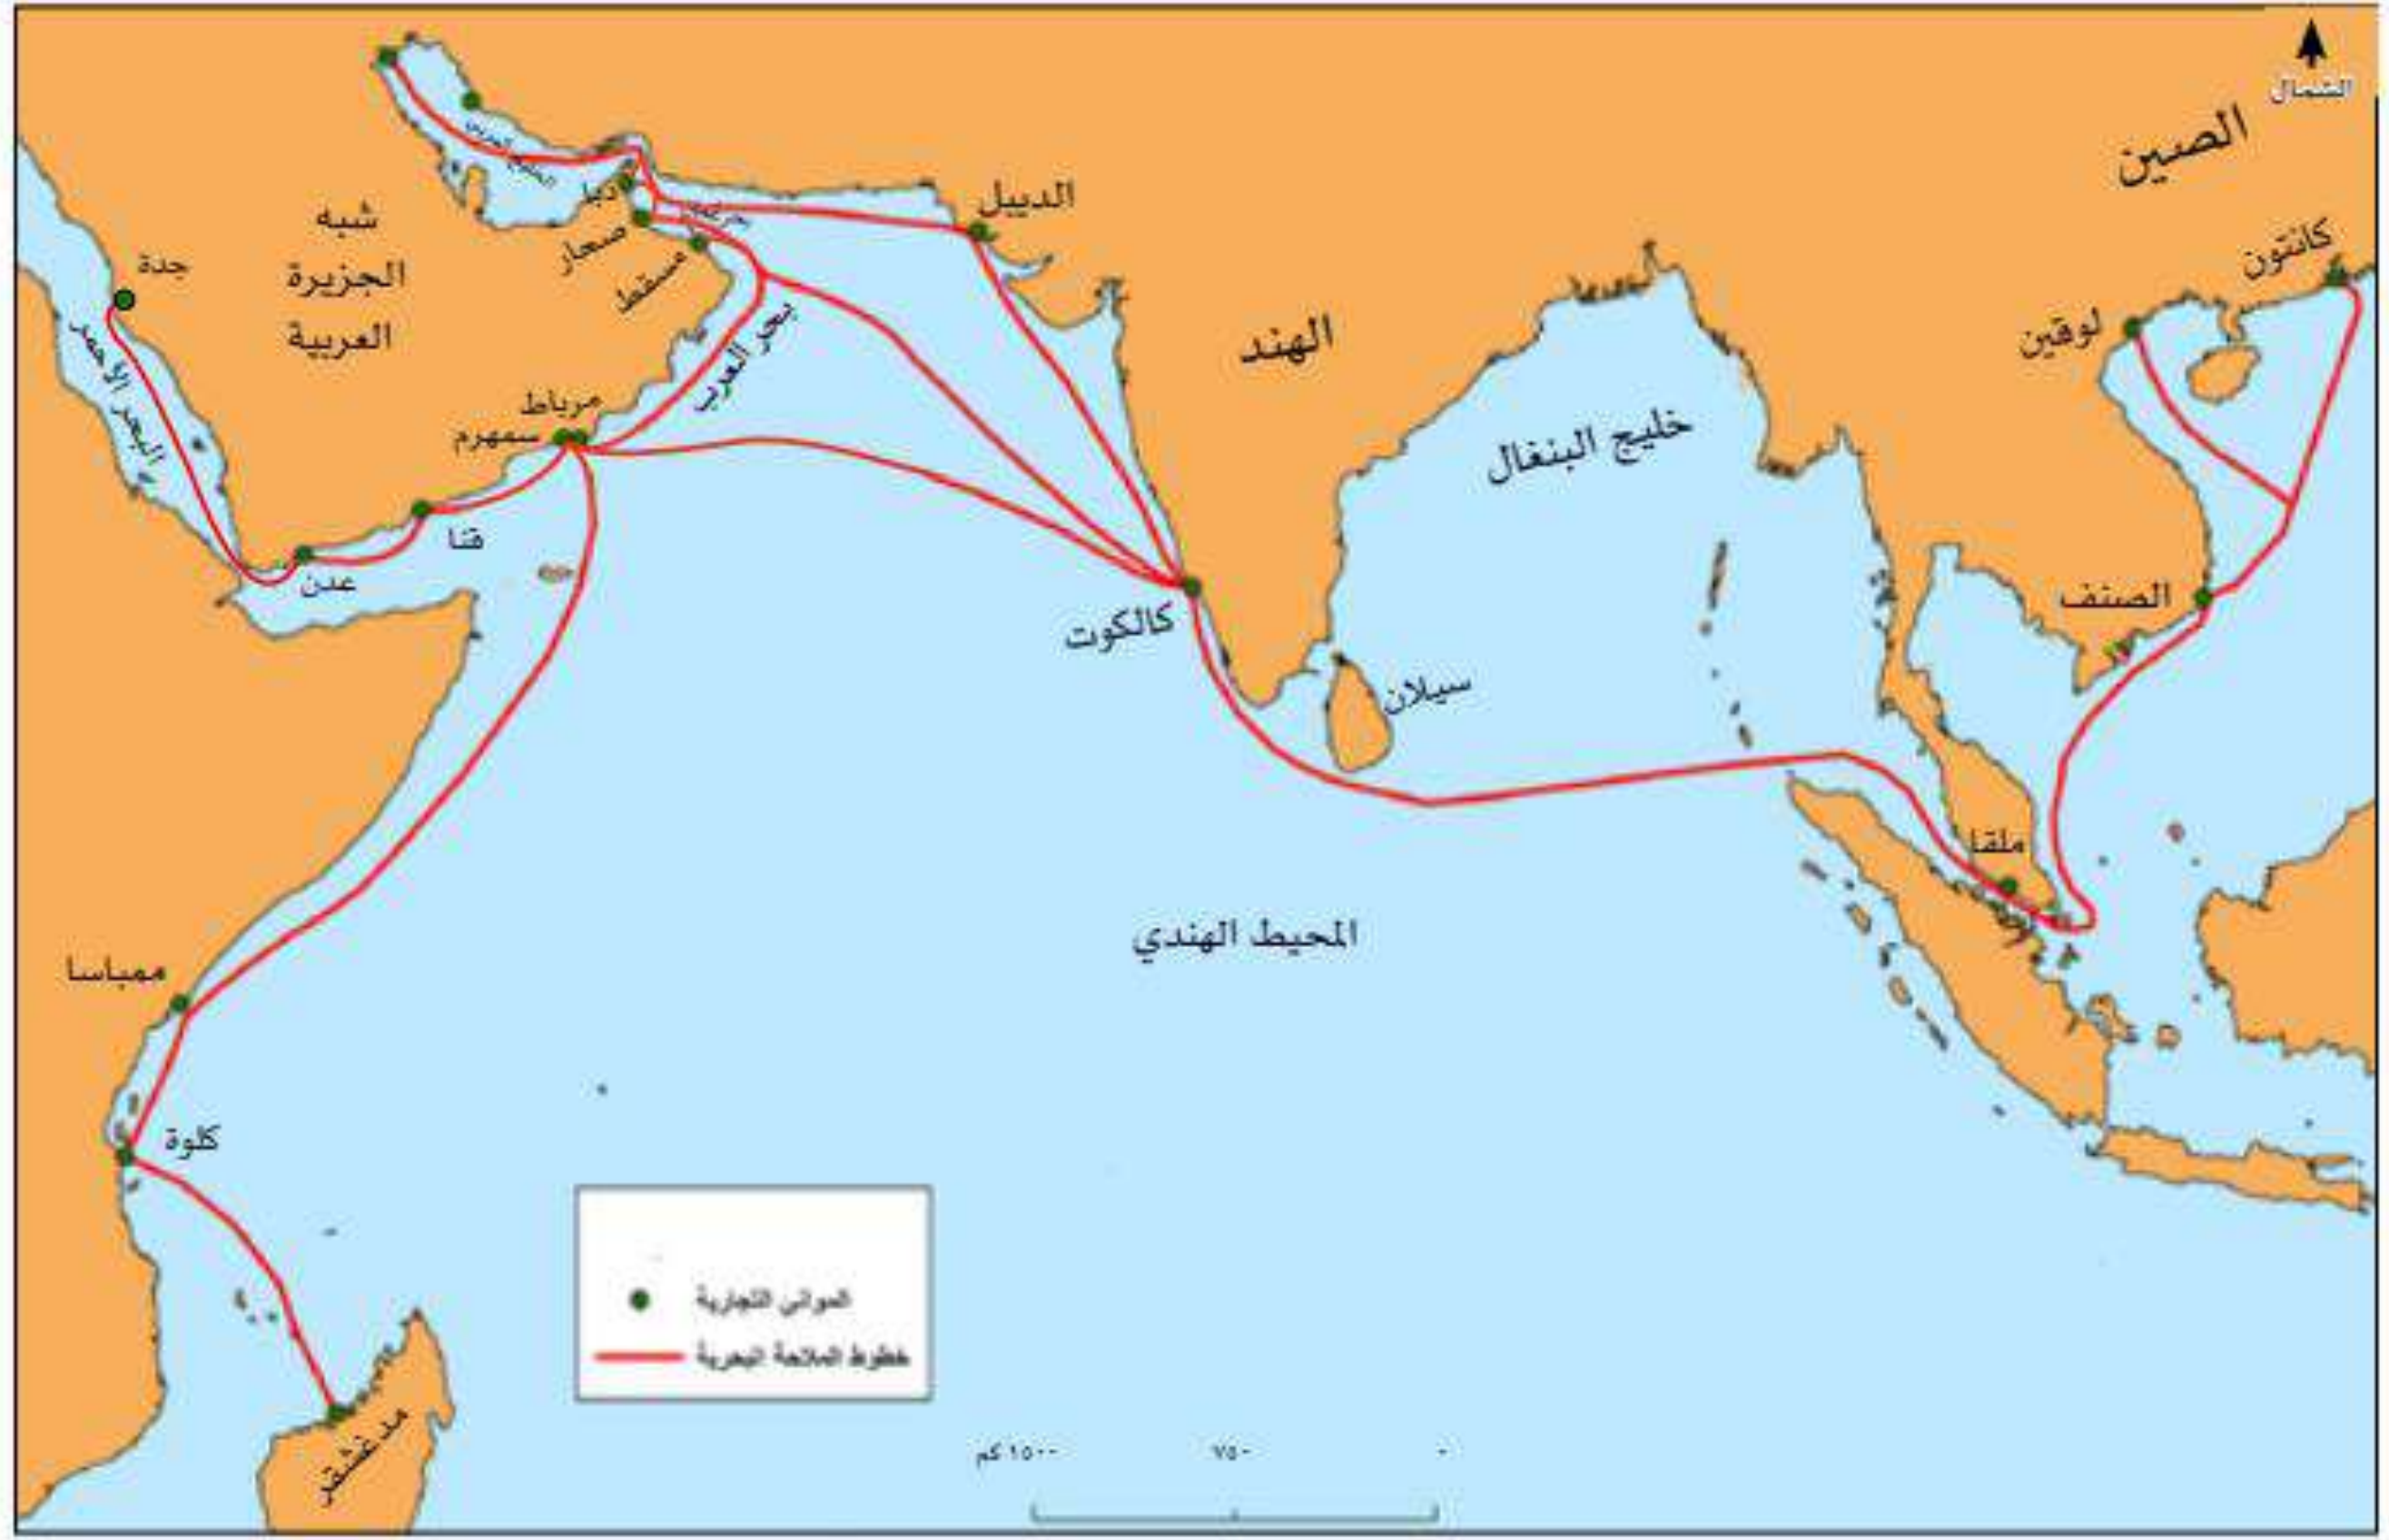 الشمال
الصين
الديبل
دبا
صحار
مسقط
شبه
الجزيرة
العربية
جدة
كانتون
لوقين
الهند
بحر العرب
البحر الأحمر
مرباط
سمهرم
خليج البنغال
قنا
عدن
الصنف
كالكوت
سيلان
ملقا
المحيط الهندي
ممباسا
كلوة
الموانئ التجارية
خطوط الملاحة البحرية
مدغشقر
١٥٠٠ كم
٧٥٠
٠